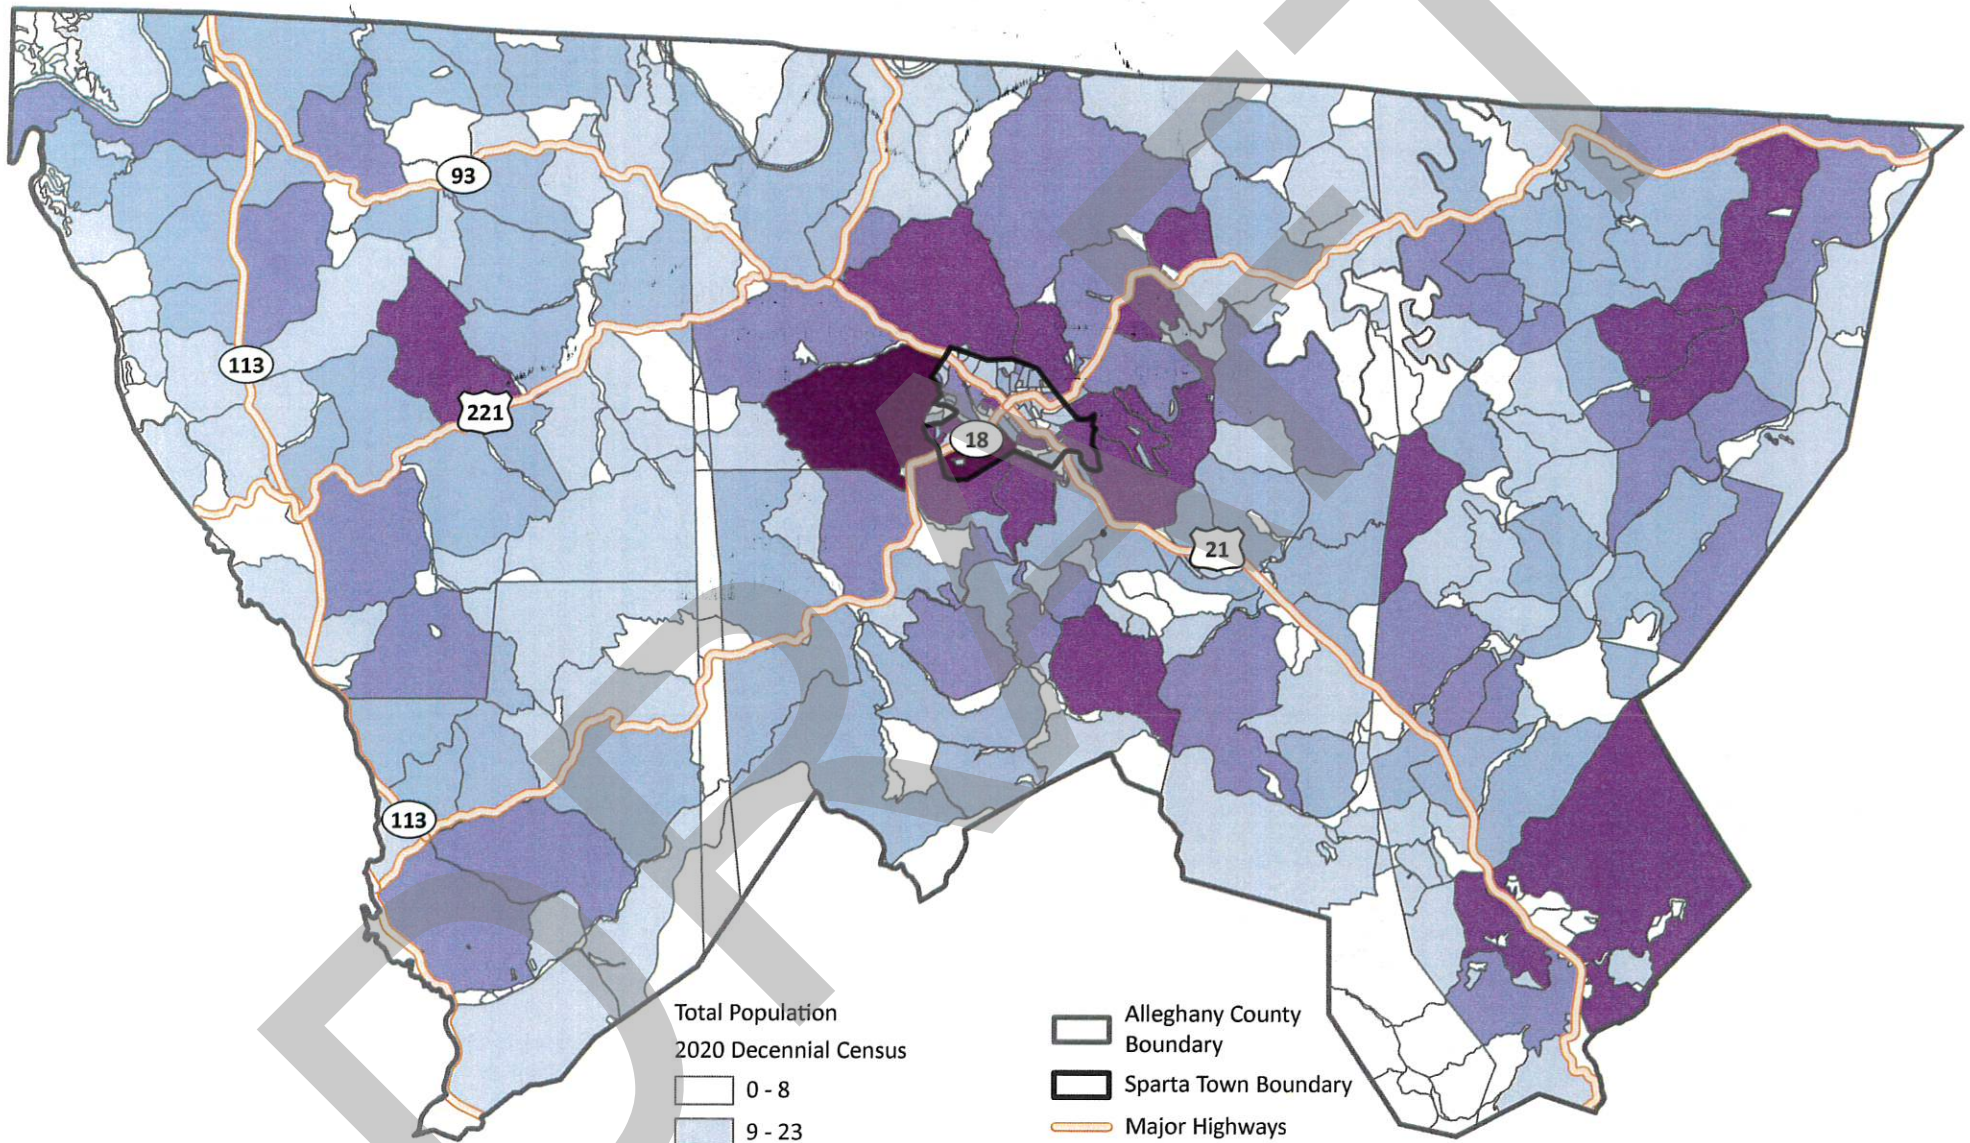 93
113
221
18
21
113
Total Population
2020 Decennial Census
0 - 8
9 - 23
Alleghany County
Boundary
Sparta Town Boundary
Major Highways
DRAFT